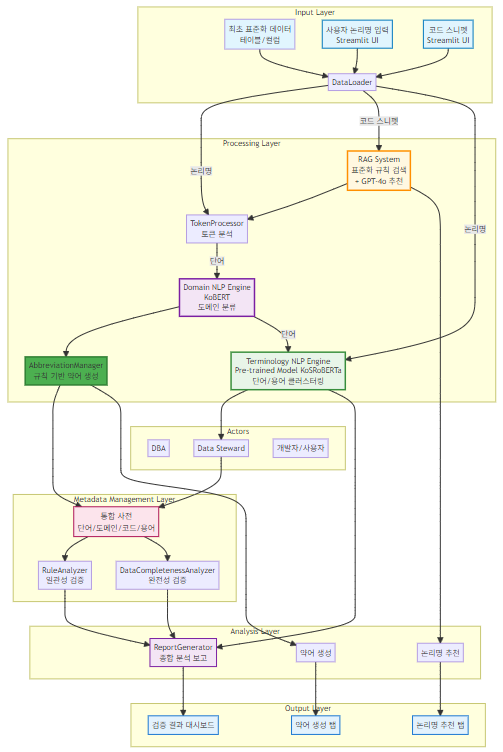 Input Layer
최초 표준화 데이터
테이블/컬럼
사용자 논리명 입력
Streamlit UI
코드 스니펫
Streamlit UI
DataLoader
코드 스니펫
Processing Layer
RAG System
표준화 규칙 검색
+ GPT-4o 추천
논리명
TokenProcessor
토큰 분석
논리명
단어
Domain NLP Engine
KoBERT
도메인 분류
단어
AbbreviationManager
규칙 기반 약어 생성
Terminology NLP Engine
Pre-trained Model KoSRoBERTa
단어/용어 클러스터링
Actors
DBA
Data Steward
개발자/사용자
Metadata Management Layer
통합 사전
단어/도메인/코드/용어
RuleAnalyzer
일관성 검증
DataCompletenessAnalyzer
완전성 검증
Analysis Layer
ReportGenerator
종합 분석 보고
약어 생성
논리명 추천
Output Layer
검증 결과 대시보드
약어 생성 탭
논리명 추천 탭